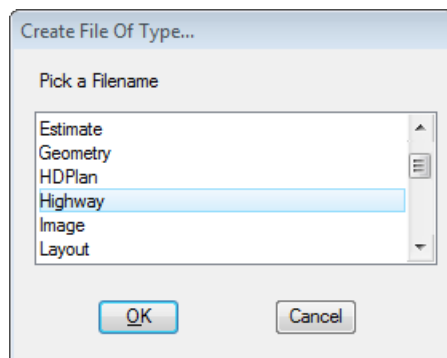 Create File Of Type...
Pick a Filename
Estimate
Geometry
HDPlan
Highway
Image
Layout
OK
Cancel